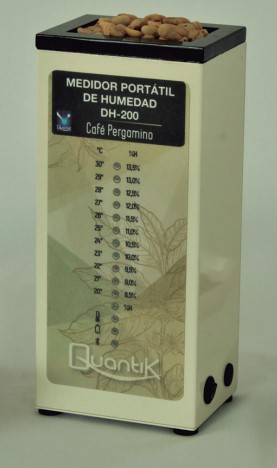 MEDIDOR PORTÁTIL
DE HUMEDAD
DH-200
Café Pergamino
°C %H
30° 13,5%
29° 13,0%
28° 12,5%
27° 12,0%
26° 11,5%
25° 11,0%
24° 10,5%
23° 10,0%
22° 9,5%
21° 9,0%
20° 8,5%
%H
Quantik